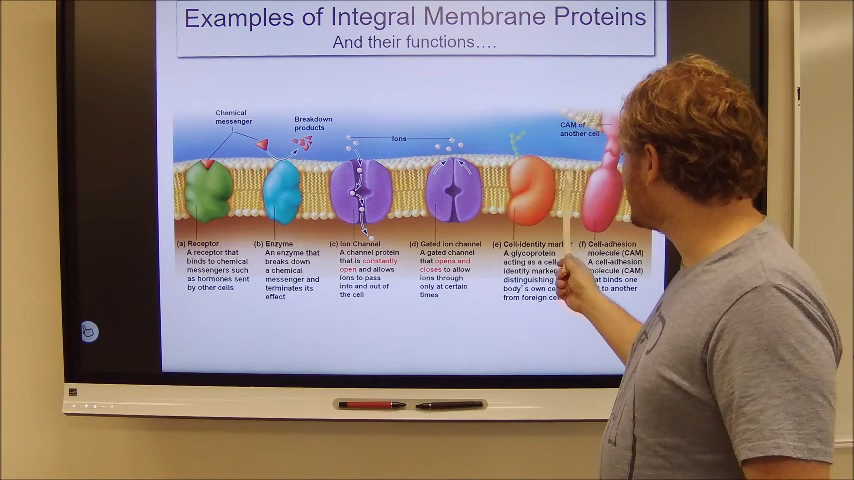 Examples of Integral Membrane Proteins
And their functions....
Chemical
messenger
Breakdown
products
Ions
CAM of
another cell
(a) Receptor
A receptor that
binds to chemical
messengers such
as hormones sent
by other cells
(b) Enzyme
An enzyme that
breaks down
a chemical
messenger and
terminates its
effect
(c) Ion Channel
A channel protein
that is constantly
open and allows
ions to pass
into and out of
the cell
(d) Gated ion channel
A gated channel
that opens and
closes to allow
ions through
only at certain
times
(e) Cell-identity
A glycoprotein
acting as a cell
identity marker
distinguishing
body's own
from foreign
(f) Cell-adhesion
molecule (CAM)
A cell-adhesion
molecule (CAM)
binds one
to another